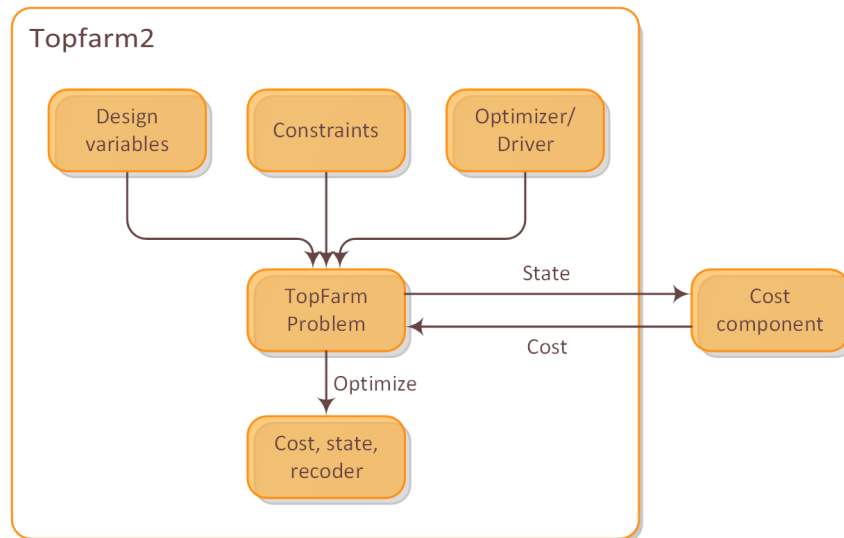 Topfarm2
Design
variables
Constraints
Optimizer/
Driver
TopFarm
Problem
State
Cost
Cost
component
Optimize
Cost, state,
recoder